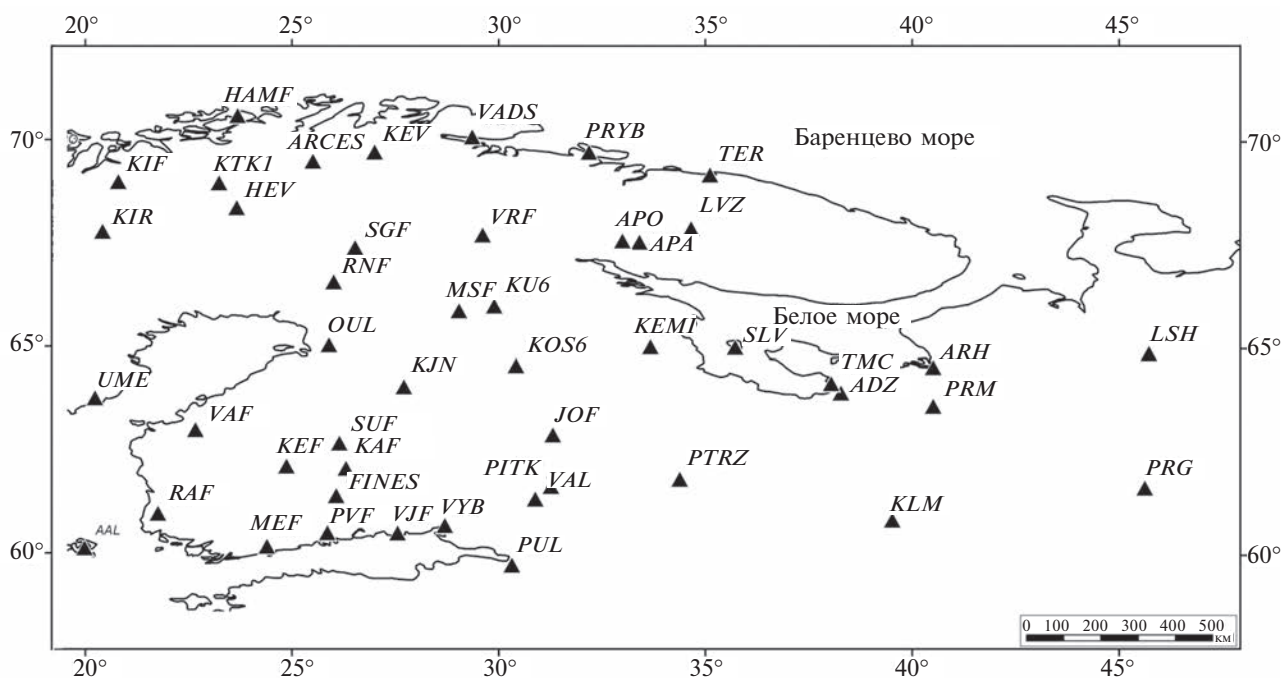 20° 25° 30° 35° 40° 45°
HAMF
VADS
70° ARCES KEV PRYB Баренцево море 70°
KIF KTK1 TER
HEV
KIR LVZ
SGF VRF APO
APA
RNF
MSF KU6
Белое море
OUL KEMI SLV
65° KOS6 TMC ARH LSH 65°
UME KJN ADZ PRM
VAF
SUF JOF
KEF KAF PITK PTRZ PRG
RAF FINES VAL
AAL MEF PVF VJF VYB KLM
60° PUL 60°
0 100 200 300 400 500
КМ
20° 25° 30° 35° 40° 45°